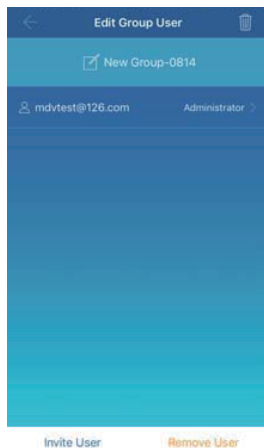 Edit Group User
New Group-0814
mdvtest@126.com Administrator
Invite User Remove User